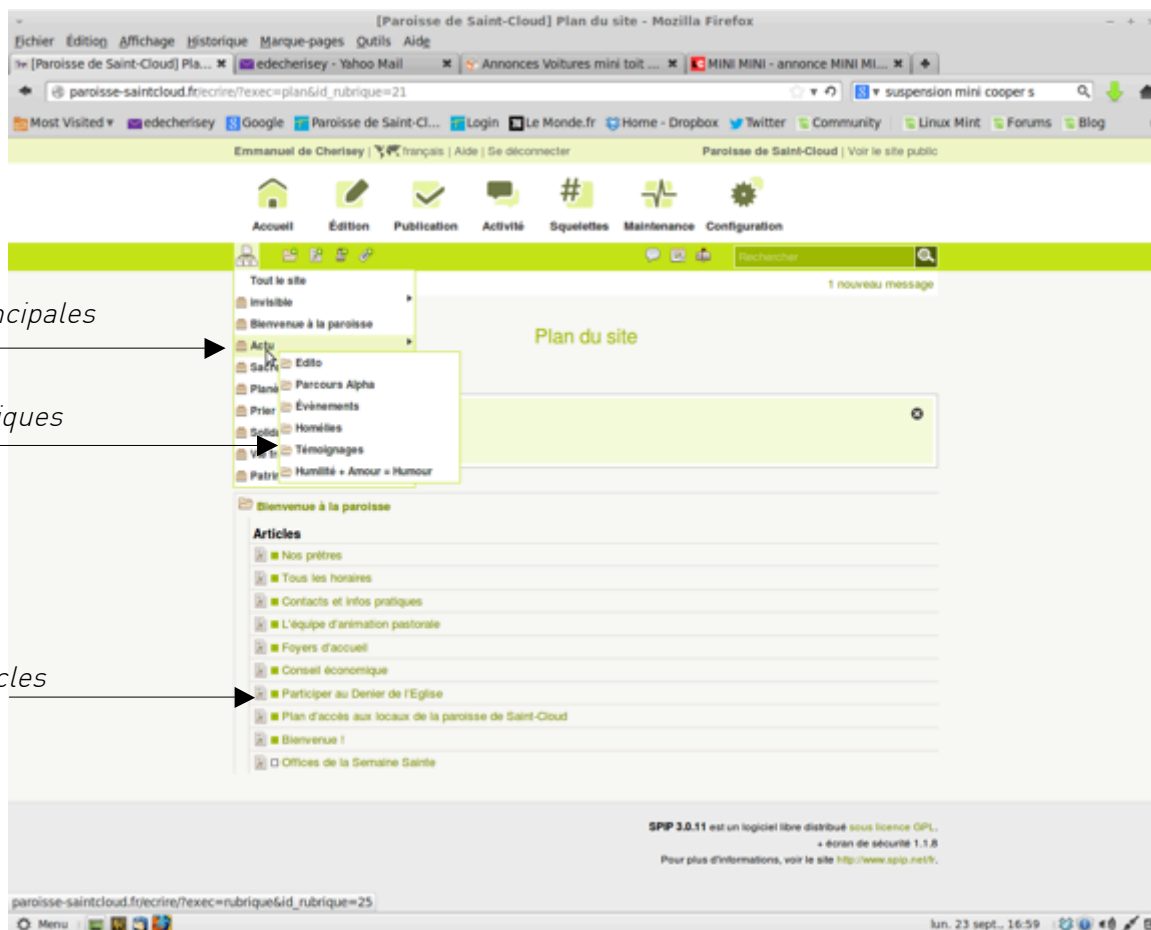 [Paroisse de Saint-Cloud] Plan du site - Mozilla Firefox
Fichier Édition Affichage Historique Marque-pages Outils Aide
[Paroisse de Saint-Cloud] Pla... edecherisey - Yahoo Mail Annonces Voitures mini toit ... MINI MINI - annonce MINI MI...
paroisse-saintcloud.fr/ecrire/?exec=plan&id_rubrique=21 suspension mini cooper s
Most Visited edecherisey Google Paroisse de Saint-Cl... Login Le Monde.fr Home - Dropbox Twitter Community Linux Mint Forums Blog
Emmanuel de Cherisey | français | Aide | Se déconnecter Paroisse de Saint-Cloud | Voir le site public
Accueil Édition Publication Activité Squelettes Maintenance Configuration
Rechercher
Tout le site
1 nouveau message
Invisible
ncipales
Bienvenue à la paroisse
Plan du site
Actu
Edito
Sacre
Parcours Alpha
Plan
Évènements
Prier
iques
Homélies
Solid
Témoignages
Humilité + Amour = Humour
Patri
Bienvenue à la paroisse
Articles
Nos prêtres
Tous les horaires
Contacts et infos pratiques
L'équipe d'animation pastorale
Foyers d'accueil
Conseil économique
cles
Participer au Denier de l'Eglise
Plan d'accès aux locaux de la paroisse de Saint-Cloud
Bienvenue !
Offices de la Semaine Sainte
SPIP 3.0.11 est un logiciel libre distribué sous licence GPL.
+ écran de sécurité 1.1.8
Pour plus d'informations, voir le site http://www.spip.net/fr.
paroisse-saintcloud.fr/ecrire/?exec=rubrique&id_rubrique=25
Menu lun. 23 sept., 16:59